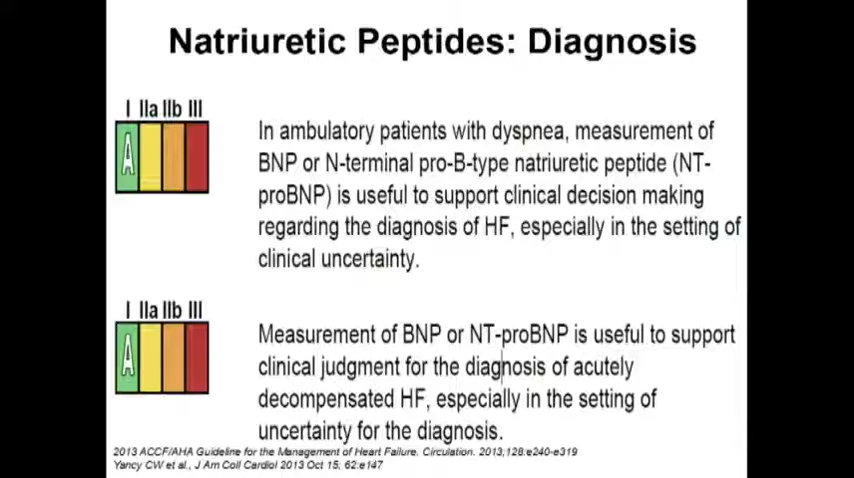 Natriuretic Peptides: Diagnosis
I IIa IIb III
A
In ambulatory patients with dyspnea, measurement of
BNP or N-terminal pro-B-type natriuretic peptide (NT-
proBNP) is useful to support clinical decision making
regarding the diagnosis of HF, especially in the setting of
clinical uncertainty.
I IIa IIb III
A
Measurement of BNP or NT-proBNP is useful to support
clinical judgment for the diagnosis of acutely
decompensated HF, especially in the setting of
uncertainty for the diagnosis.
2013 ACCF/AHA Guideline for the Management of Heart Failure. Circulation. 2013;128:e240-e319
Yancy CW et al., J Am Coll Cardiol 2013 Oct 15; 62:e147